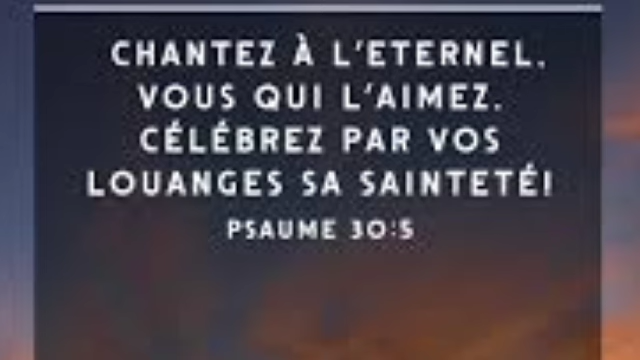 CHANTEZ À L'ETERNEL,
VOUS QUI L'AIMEZ.
CÉLÉBREZ PAR VOS
LOUANGES SA SAINTETÉ!
PSAUME 30:5